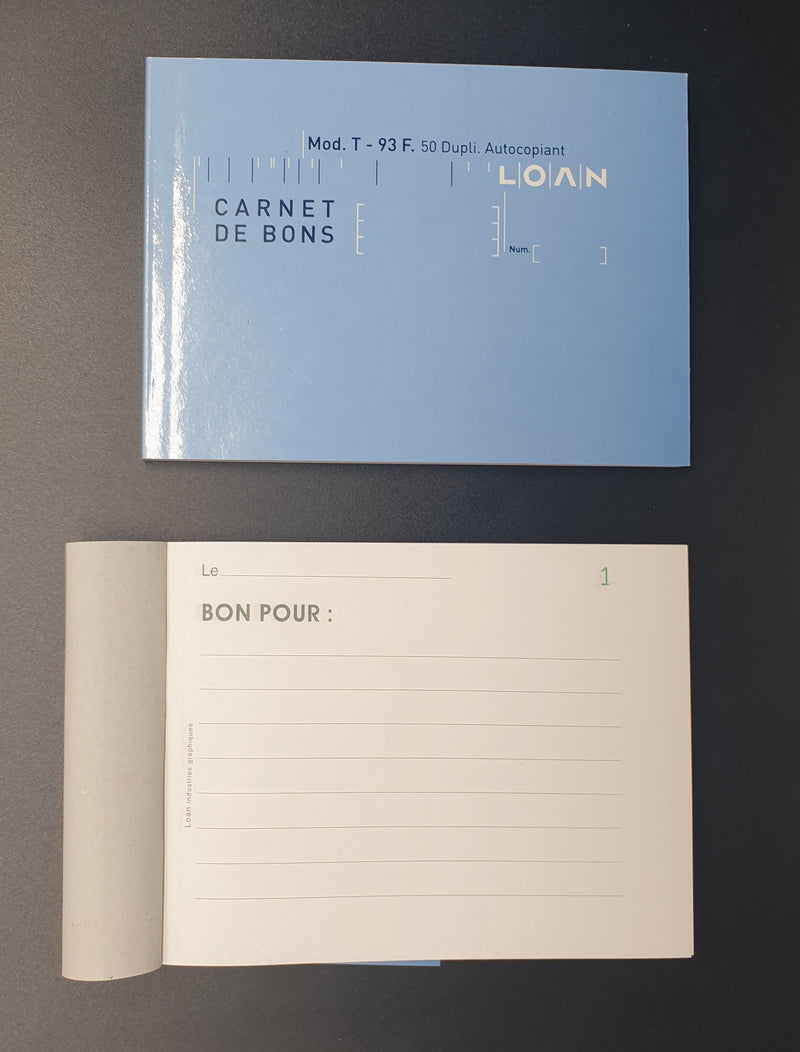 Mod. T - 93 F. 50 Dupli. Autocopiant
LOAN
CARNET
DE BONS
Num.
Le
1
BON POUR :
Loan industries graphiques